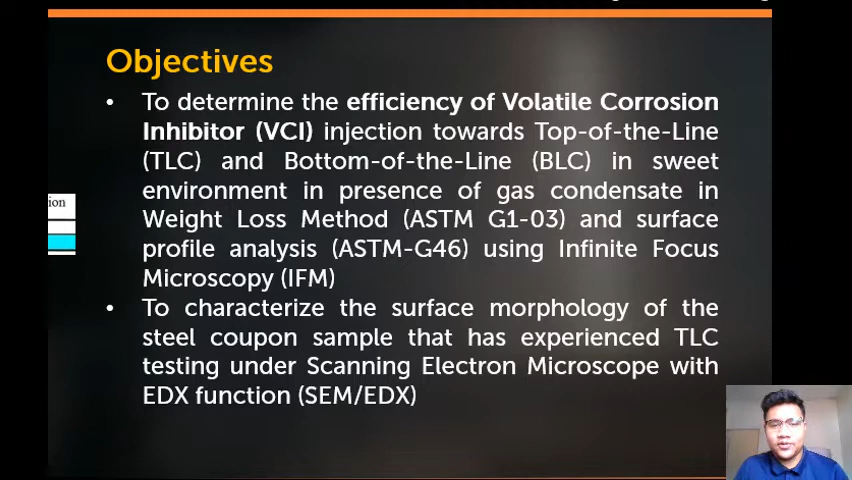 Objectives
• To determine the efficiency of Volatile Corrosion
Inhibitor (VCI) injection towards Top-of-the-Line
(TLC) and Bottom-of-the-Line (BLC) in sweet
environment in presence of gas condensate in
Weight Loss Method (ASTM G1-03) and surface
profile analysis (ASTM-G46) using Infinite Focus
Microscopy (IFM)
• To characterize the surface morphology of the
steel coupon sample that has experienced TLC
testing under Scanning Electron Microscope with
EDX function (SEM/EDX)
ion